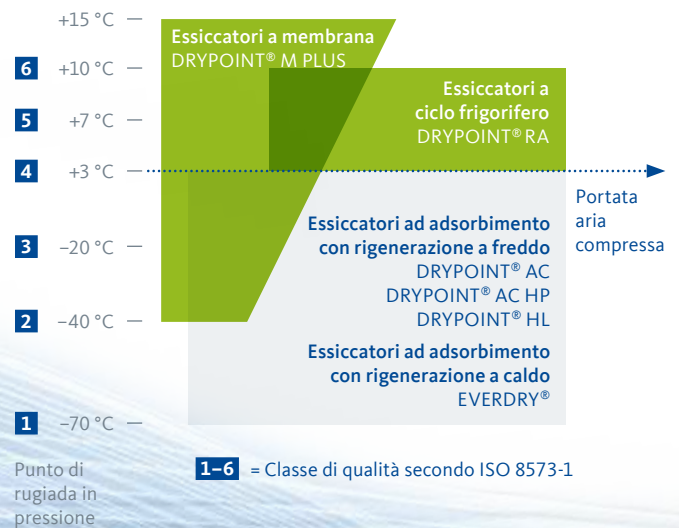 +15 °C
6 +10 °C
5 +7 °C
4 +3 °C
3 −20 °C
2 −40 °C
1 −70 °C
Punto di
rugiada in
pressione
Essiccatori a membrana
DRYPOINT® M PLUS
Essiccatori a
ciclo frigorifero
DRYPOINT® RA
Portata
aria
compressa
Essiccatori ad adsorbimento
con rigenerazione a freddo
DRYPOINT® AC
DRYPOINT® AC HP
DRYPOINT® HL
Essiccatori ad adsorbimento
con rigenerazione a caldo
EVERDRY®
1–6 = Classe di qualità secondo ISO 8573-1